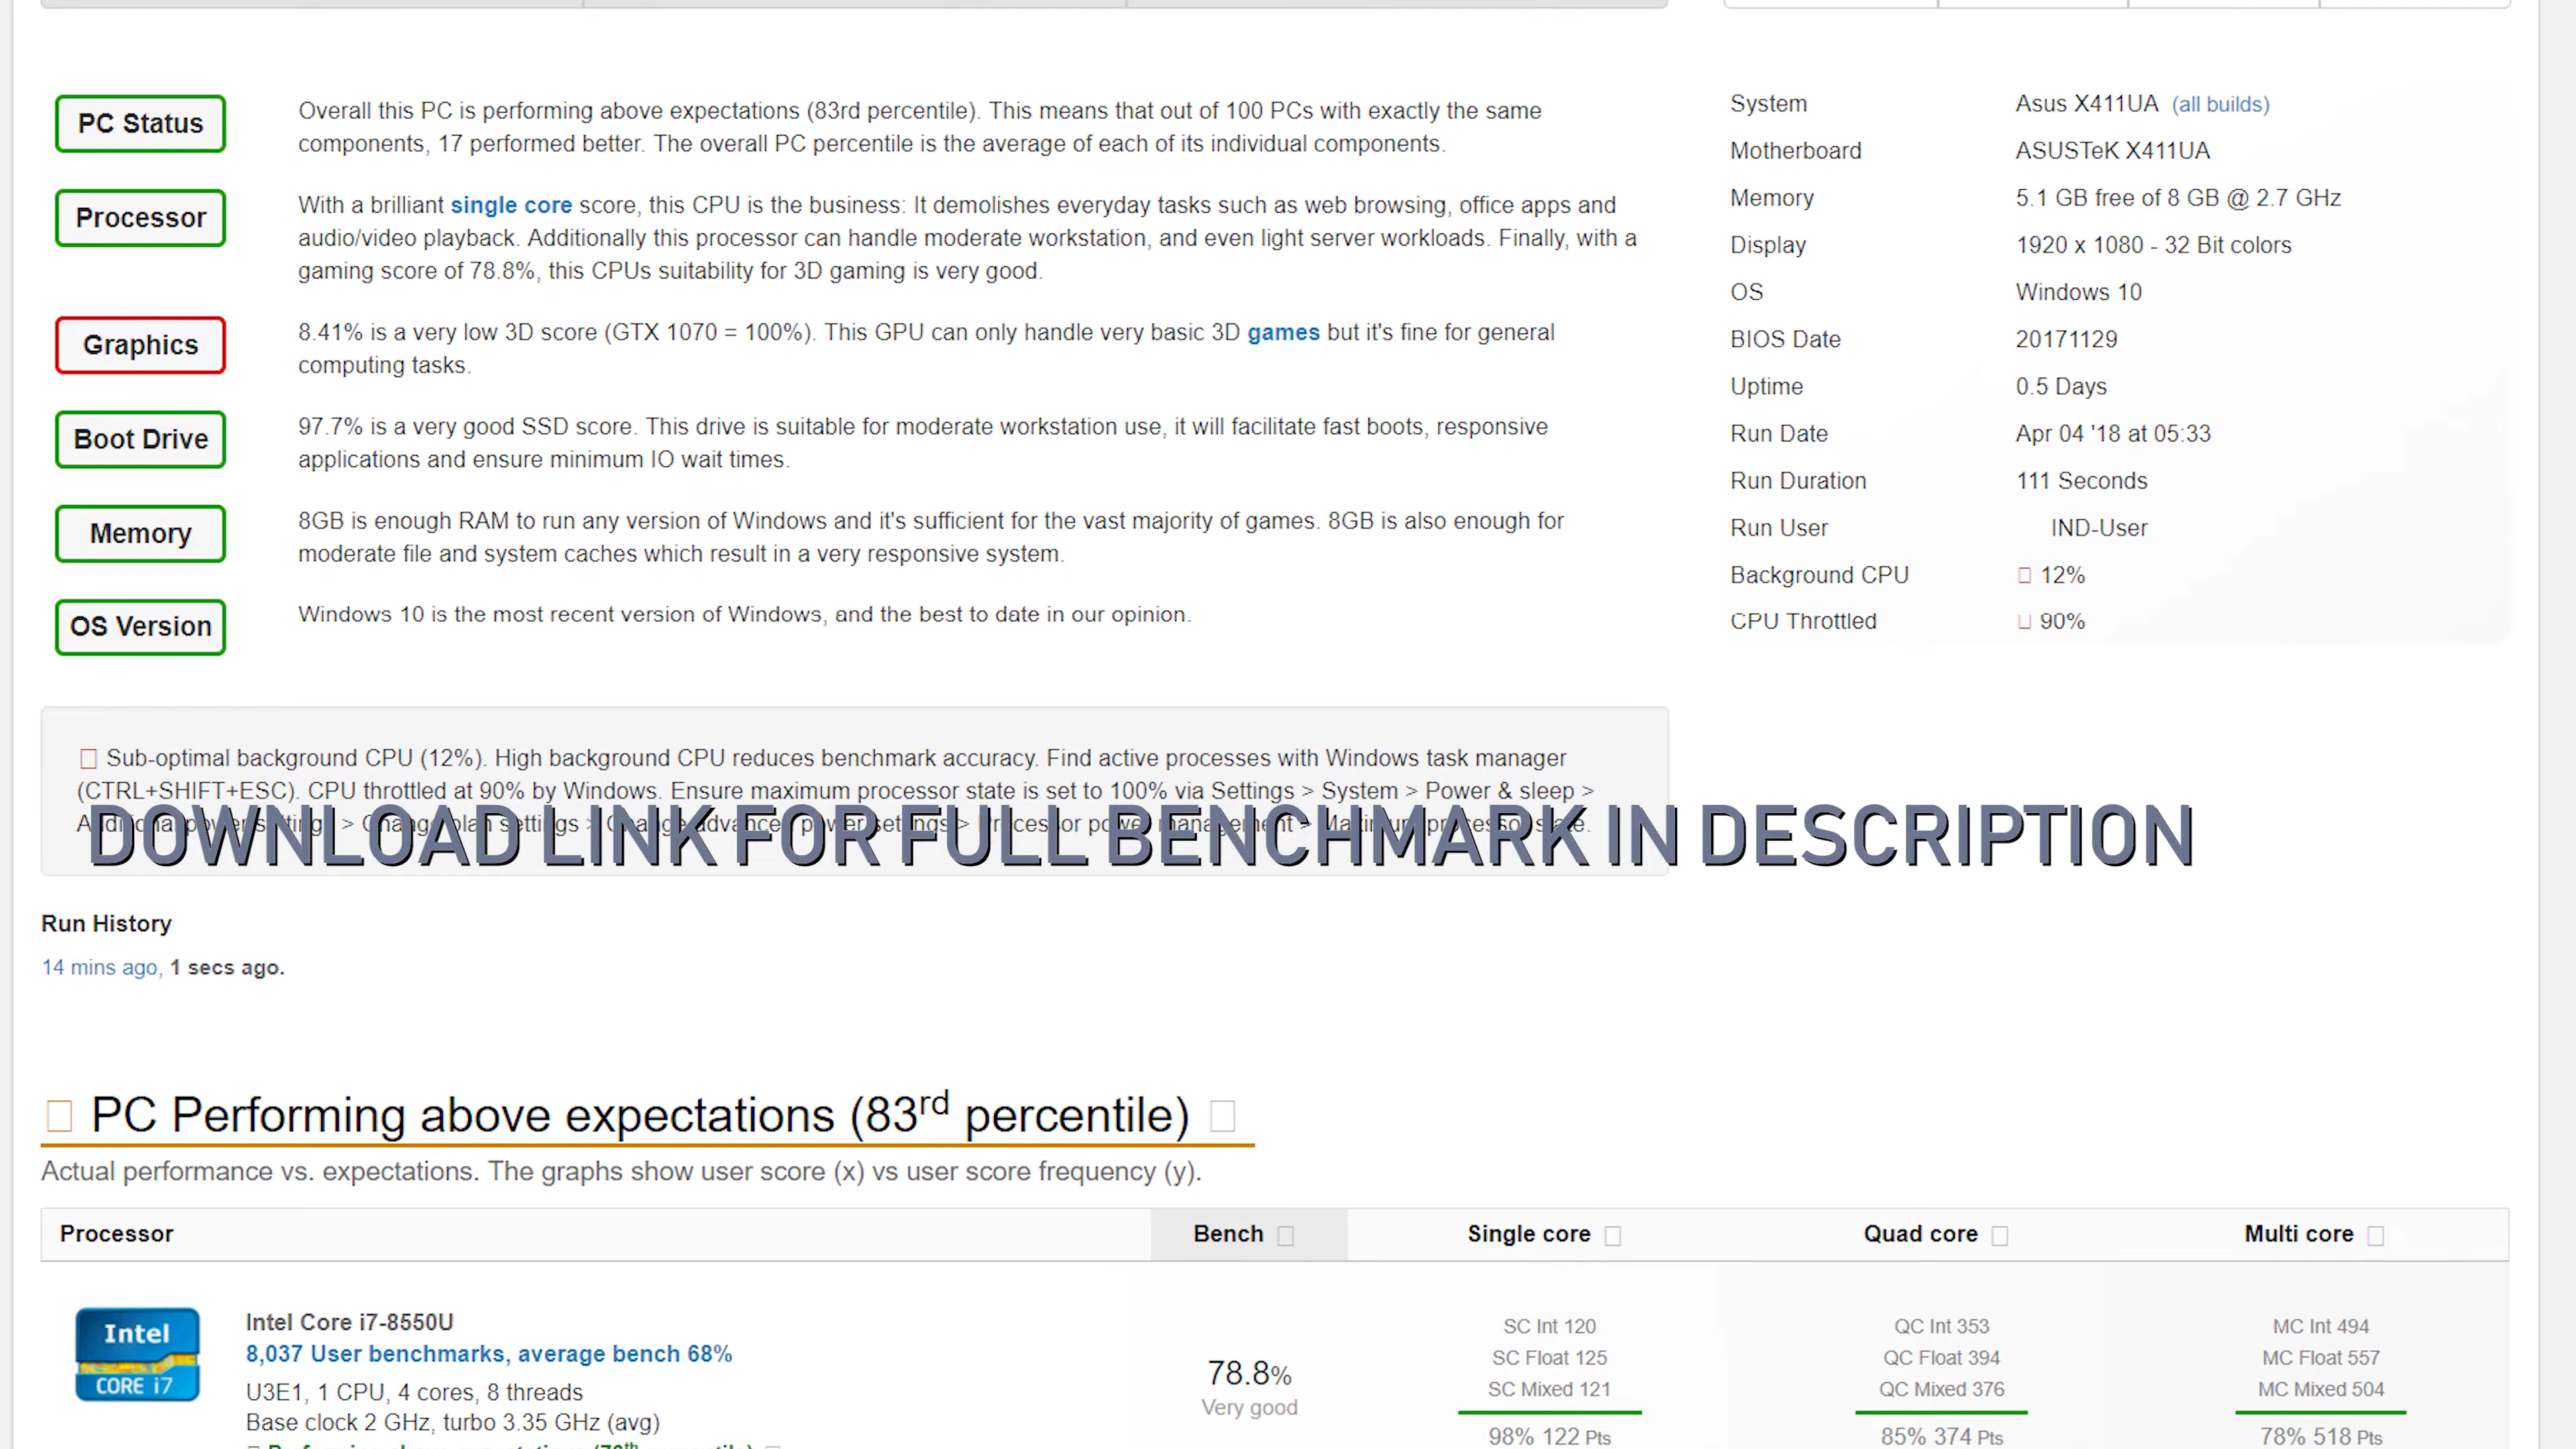 PC Status
Overall this PC is performing above expectations (83rd percentile). This means that out of 100 PCs with exactly the same
components, 17 performed better. The overall PC percentile is the average of each of its individual components.
Processor
With a brilliant single core score, this CPU is the business: It demolishes everyday tasks such as web browsing, office apps and
audio/video playback. Additionally this processor can handle moderate workstation, and even light server workloads. Finally, with a
gaming score of 78.8%, this CPUs suitability for 3D gaming is very good.
Graphics
8.41% is a very low 3D score (GTX 1070 = 100%). This GPU can only handle very basic 3D games but it's fine for general
computing tasks.
Boot Drive
97.7% is a very good SSD score. This drive is suitable for moderate workstation use, it will facilitate fast boots, responsive
applications and ensure minimum IO wait times.
Memory
8GB is enough RAM to run any version of Windows and it's sufficient for the vast majority of games. 8GB is also enough for
moderate file and system caches which result in a very responsive system.
OS Version
Windows 10 is the most recent version of Windows, and the best to date in our opinion.
System Asus X411UA (all builds)
Motherboard ASUSTeK X411UA
Memory 5.1 GB free of 8 GB @ 2.7 GHz
Display 1920 x 1080 - 32 Bit colors
OS Windows 10
BIOS Date 20171129
Uptime 0.5 Days
Run Date Apr 04 '18 at 05:33
Run Duration 111 Seconds
Run User IND-User
Background CPU 12%
CPU Throttled 90%
Sub-optimal background CPU (12%). High background CPU reduces benchmark accuracy. Find active processes with Windows task manager
(CTRL+SHIFT+ESC). CPU throttled at 90% by Windows. Ensure maximum processor state is set to 100% via Settings > System > Power & sleep >
Additional power settings > Change plan settings > Change advanced power settings > Processor power management > Maximum processor state.
DOWNLOAD LINK FOR FULL BENCHMARK IN DESCRIPTION
Run History
14 mins ago, 1 secs ago.
PC Performing above expectations (83rd percentile)
Actual performance vs. expectations. The graphs show user score (x) vs user score frequency (y).
Processor Bench Single core Quad core Multi core
Intel CORE i7
Intel Core i7-8550U
8,037 User benchmarks, average bench 68%
U3E1, 1 CPU, 4 cores, 8 threads
Base clock 2 GHz, turbo 3.35 GHz (avg)
78.8%
Very good
SC Int 120
SC Float 125
SC Mixed 121
98% 122 Pts
QC Int 353
QC Float 394
QC Mixed 376
85% 374 Pts
MC Int 494
MC Float 557
MC Mixed 504
78% 518 Pts